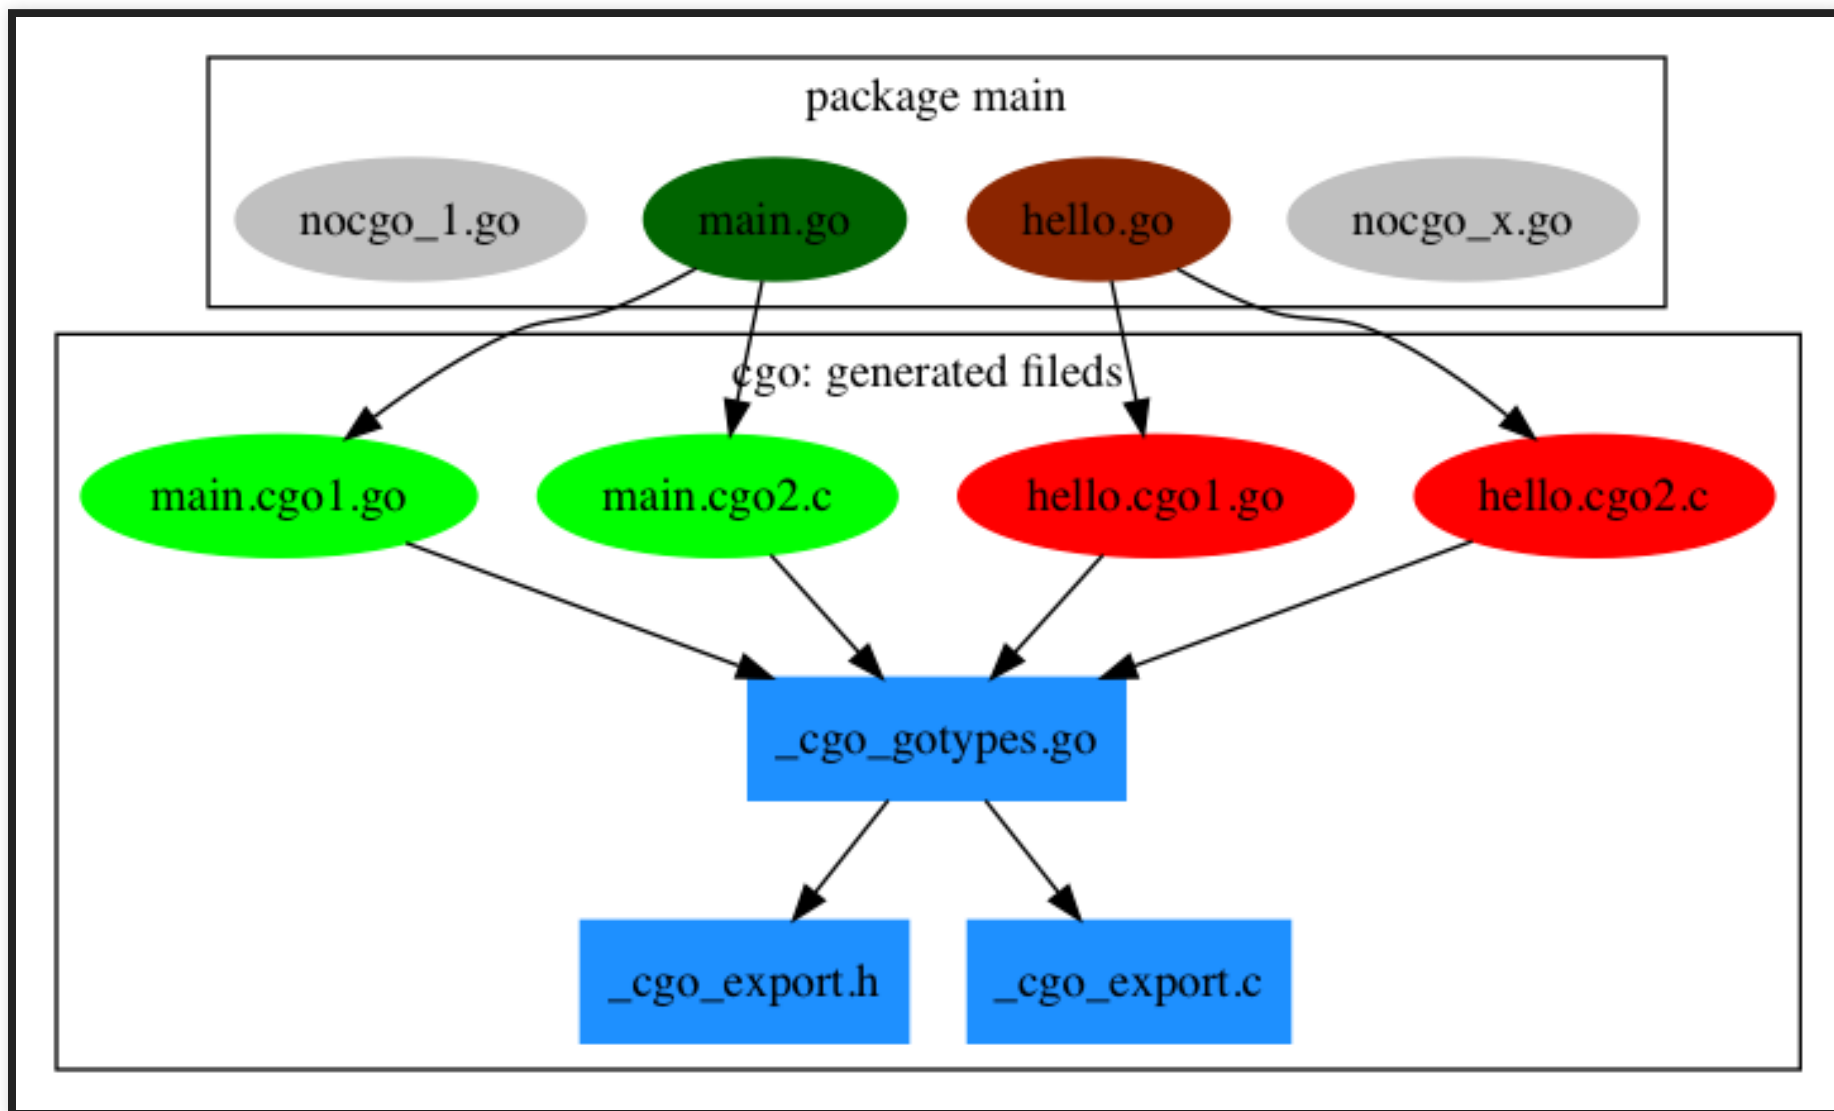 package main
nocgo_1.go
main.go
hello.go
nocgo_x.go
cgo: generated fileds
main.cgo1.go
main.cgo2.c
hello.cgo1.go
hello.cgo2.c
_cgo_gotypes.go
_cgo_export.h
_cgo_export.c